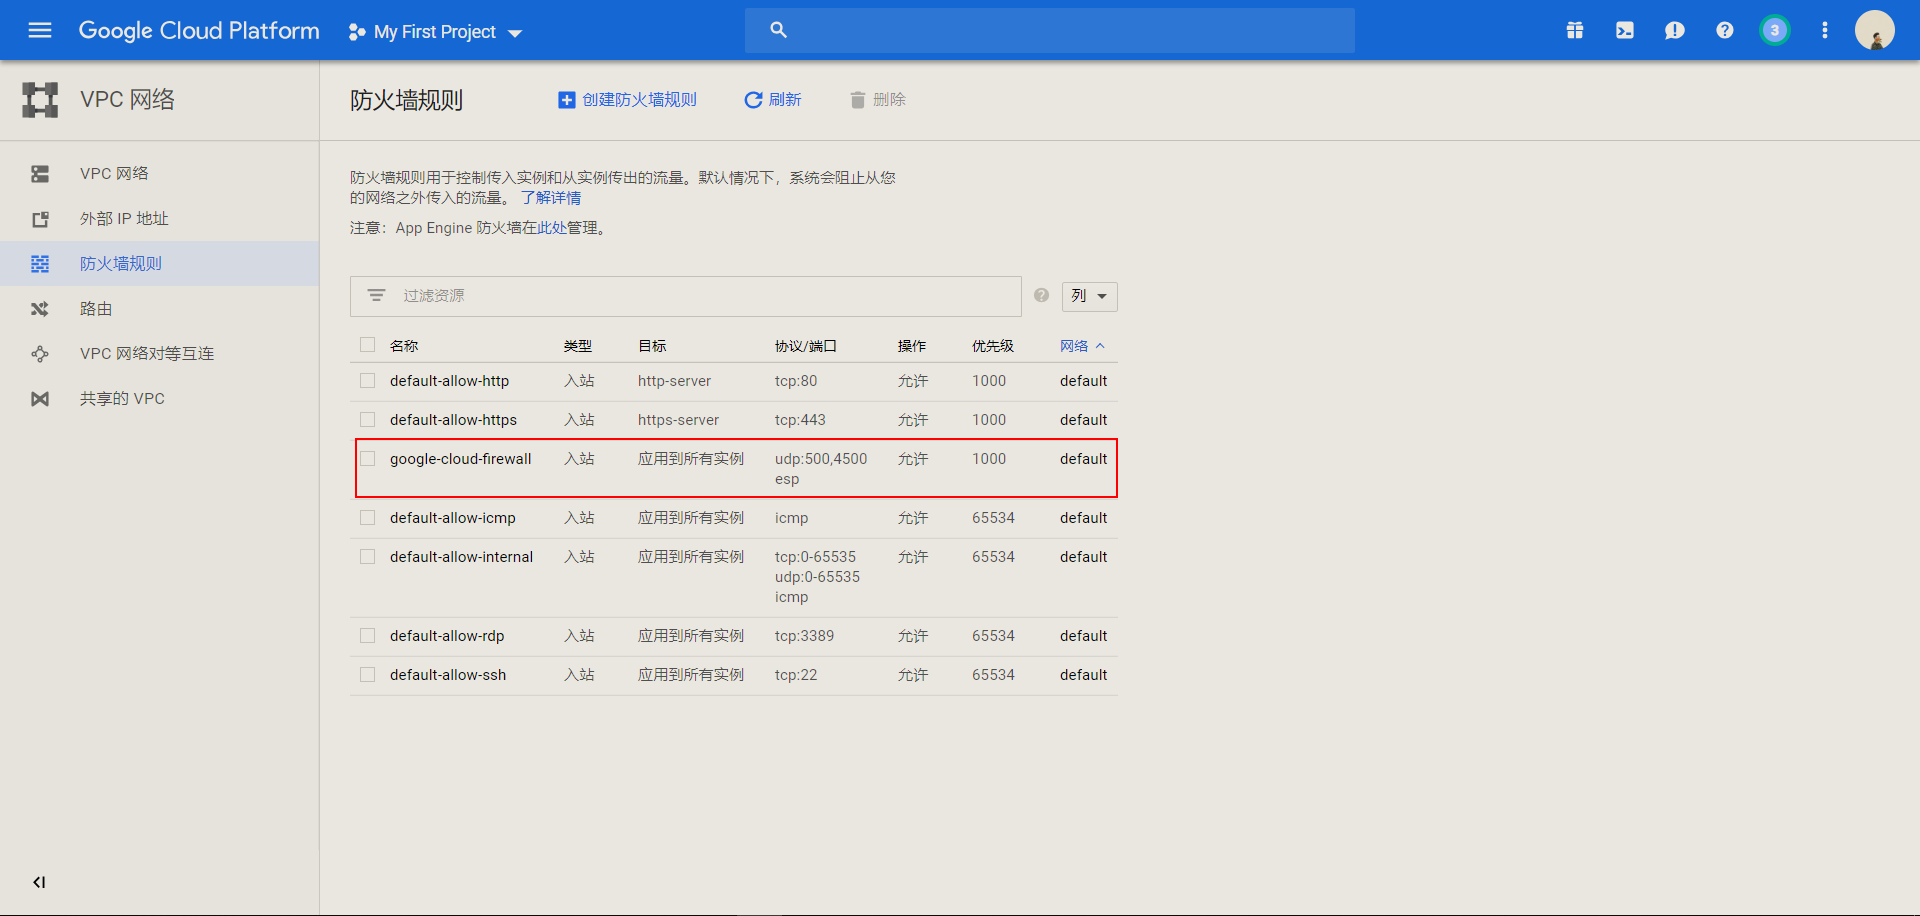 Google Cloud Platform
My First Project
3
VPC 网络
防火墙规则
创建防火墙规则
刷新
删除
VPC 网络
外部 IP 地址
防火墙规则
路由
VPC 网络对等互连
共享的 VPC
防火墙规则用于控制传入实例和从实例传出的流量。默认情况下，系统会阻止从您
的网络之外传入的流量。 了解详情
注意：App Engine 防火墙在此处管理。
过滤资源
列
名称 类型 目标 协议/端口 操作 优先级 网络
default-allow-http 入站 http-server tcp:80 允许 1000 default
default-allow-https 入站 https-server tcp:443 允许 1000 default
google-cloud-firewall 入站 应用到所有实例 udp:500,4500 允许 1000 default
esp
default-allow-icmp 入站 应用到所有实例 icmp 允许 65534 default
default-allow-internal 入站 应用到所有实例 tcp:0-65535 允许 65534 default
udp:0-65535
icmp
default-allow-rdp 入站 应用到所有实例 tcp:3389 允许 65534 default
default-allow-ssh 入站 应用到所有实例 tcp:22 允许 65534 default